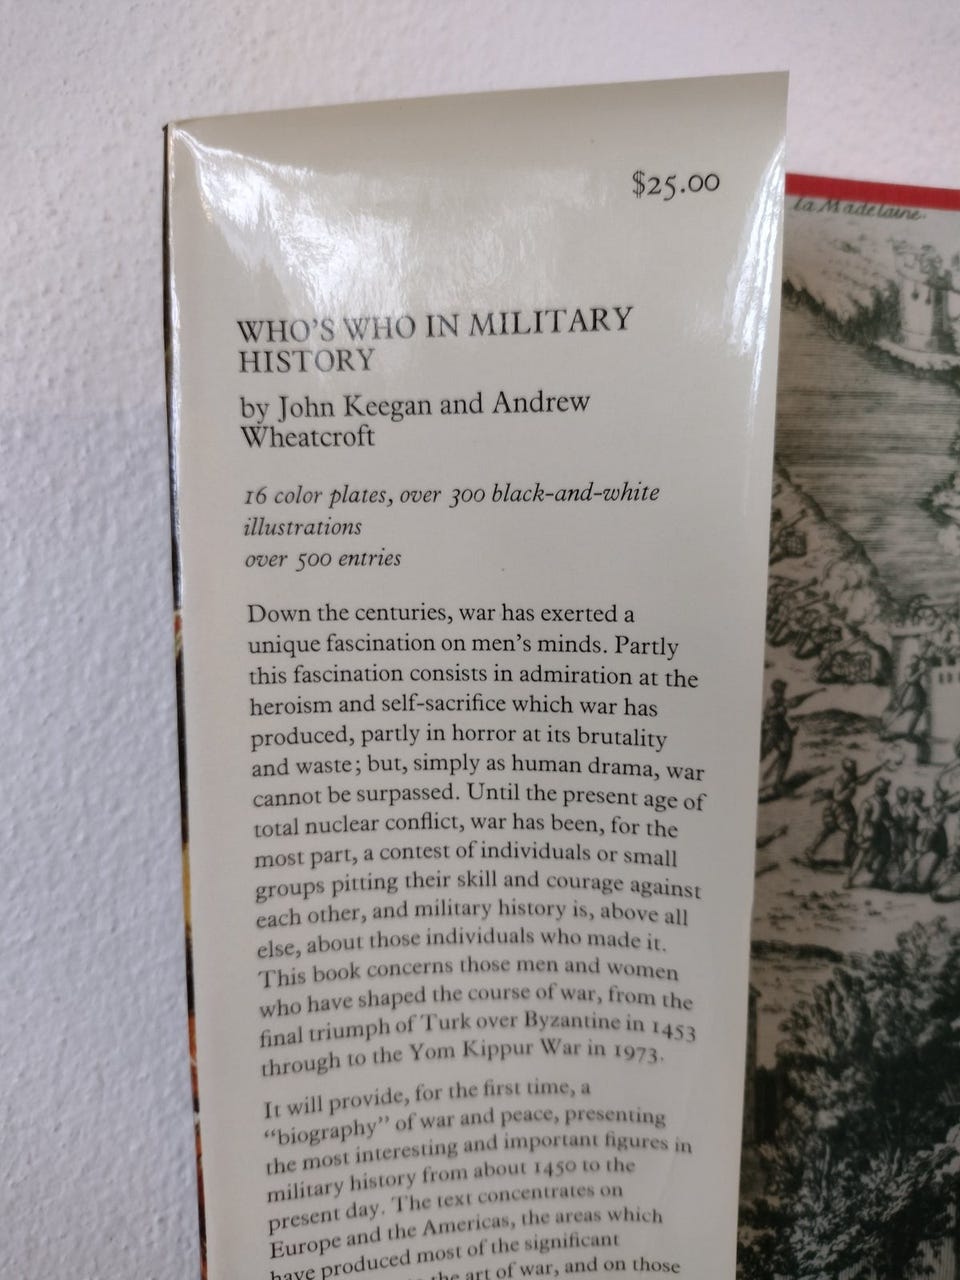 $25.00
WHO'S WHO IN MILITARY
HISTORY
by John Keegan and Andrew
Wheatcroft
16 color plates, over 300 black-and-white
illustrations
over 500 entries
Down the centuries, war has exerted a
unique fascination on men's minds. Partly
this fascination consists in admiration at the
heroism and self-sacrifice which war has
produced, partly in horror at its brutality
and waste; but, simply as human drama, war
cannot be surpassed. Until the present age of
total nuclear conflict, war has been, for the
most part, a contest of individuals or small
groups pitting their skill and courage against
each other, and military history is, above all
else, about those individuals who made it.
This book concerns those men and women
who have shaped the course of war, from the
final triumph of Turk over Byzantine in 1453
through to the Yom Kippur War in 1973.
It will provide, for the first time, a
"biography" of war and peace, presenting
the most interesting and important figures in
military history from about 1450 to the
present day. The text concentrates on
Europe and the Americas, the areas which
have produced most of the significant
the art of war, and on those
la Madelaine.